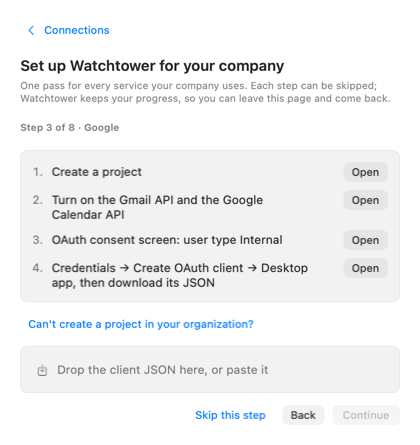 Connections
Set up Watchtower for your company
One pass for every service your company uses. Each step can be skipped;
Watchtower keeps your progress, so you can leave this page and come back.
Step 3 of 8 · Google
1. Create a project Open
2. Turn on the Gmail API and the Google Open
Calendar API
3. OAuth consent screen: user type Internal Open
4. Credentials → Create OAuth client → Desktop Open
app, then download its JSON
Can't create a project in your organization?
Drop the client JSON here, or paste it
Skip this step Back Continue